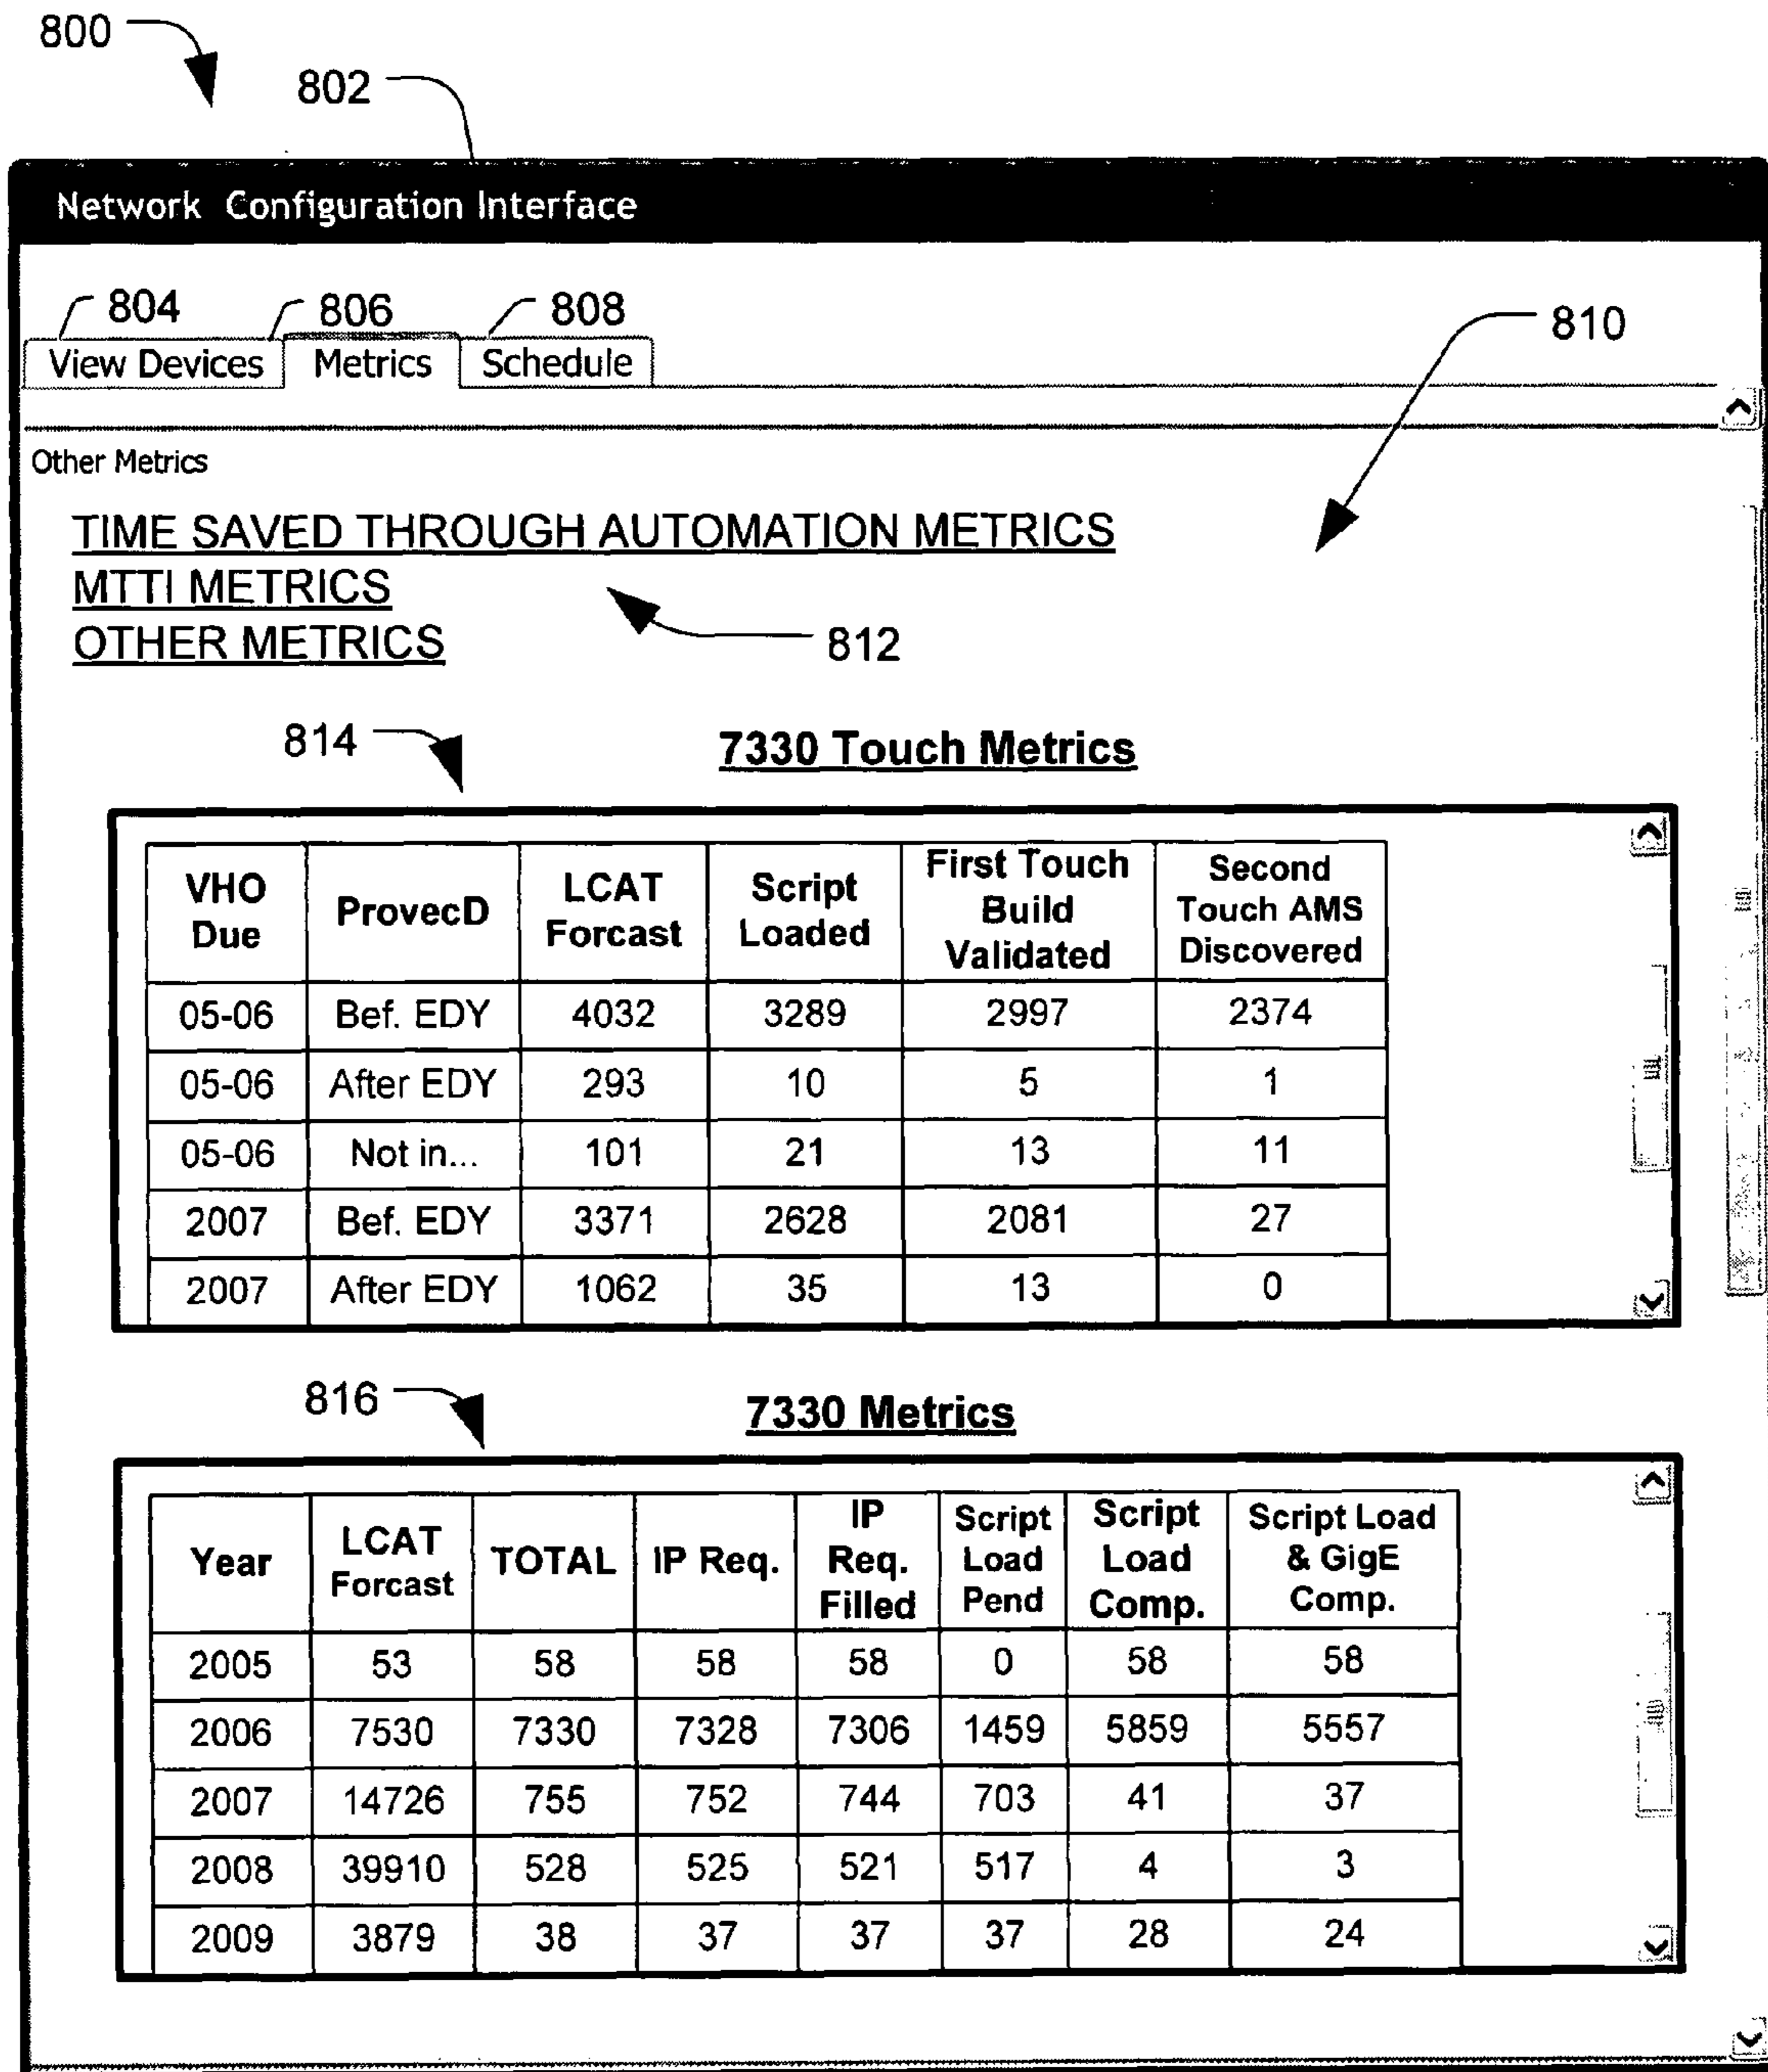 800
802
Network Configuration Interface
804 806 808 810
View Devices Metrics Schedule
Other Metrics
TIME SAVED THROUGH AUTOMATION METRICS
MTTI METRICS
OTHER METRICS
812
814 7330 Touch Metrics
VHO Due ProvecD LCAT Forcast Script Loaded First Touch Build Validated Second Touch AMS Discovered
05-06 Bef. EDY 4032 3289 2997 2374
05-06 After EDY 293 10 5 1
05-06 Not in... 101 21 13 11
2007 Bef. EDY 3371 2628 2081 27
2007 After EDY 1062 35 13 0
816 7330 Metrics
Year LCAT Forcast TOTAL IP Req. IP Req. Filled Script Load Pend Script Load Comp. Script Load & GigE Comp.
2005 53 58 58 58 0 58 58
2006 7530 7330 7328 7306 1459 5859 5557
2007 14726 755 752 744 703 41 37
2008 39910 528 525 521 517 4 3
2009 3879 38 37 37 37 28 24